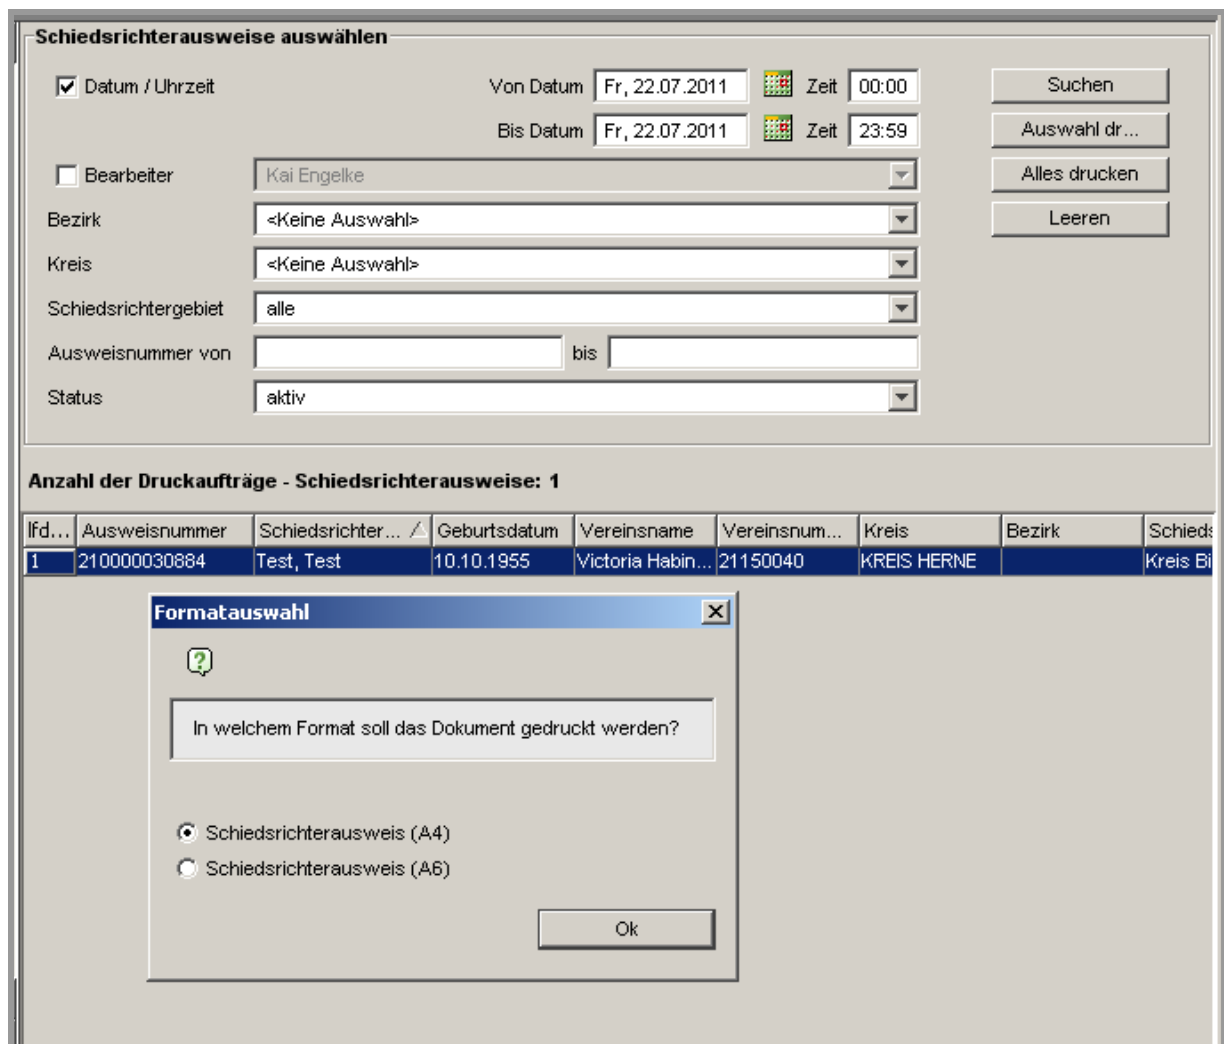 Schiedsrichterausweise auswählen
Datum / Uhrzeit Von Datum Fr, 22.07.2011 Zeit 00:00 Suchen
Bis Datum Fr, 22.07.2011 Zeit 23:59 Auswahl dr...
Bearbeiter Kai Engelke Alles drucken
Bezirk <Keine Auswahl> Leeren
Kreis <Keine Auswahl>
Schiedsrichtergebiet alle
Ausweisnummer von bis
Status aktiv
Anzahl der Druckaufträge - Schiedsrichterausweise: 1
lfd... Ausweisnummer Schiedsrichter... Geburtsdatum Vereinsname Vereinsnum... Kreis Bezirk Schieds
1 210000030884 Test, Test 10.10.1955 Victoria Habin... 21150040 KREIS HERNE Kreis Bi
Formatauswahl
In welchem Format soll das Dokument gedruckt werden?
Schiedsrichterausweis (A4)
Schiedsrichterausweis (A6)
Ok